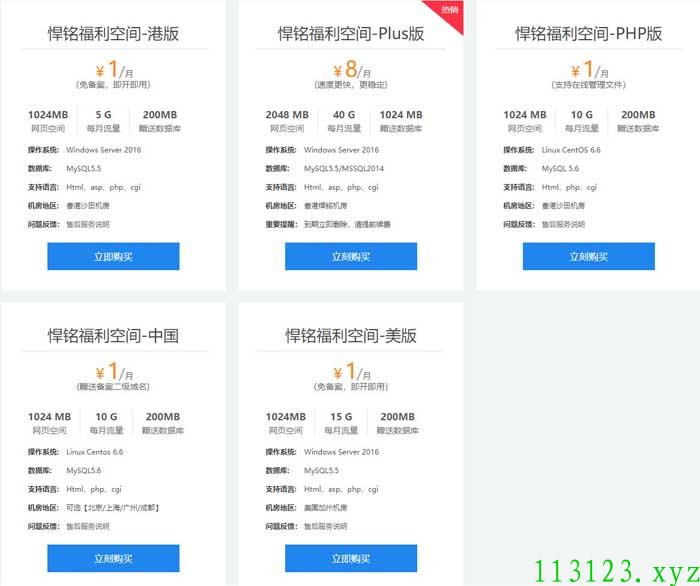 悍铭福利空间-港版
¥ 1/月
(免备案，即开即用)
1024MB 5 G 200MB
网页空间 每月流量 赠送数据库
操作系统: Windows Server 2016
数据库: MySQL5.5
支持语言: Html、asp、php、cgi
机房地区: 香港沙田机房
问题反馈: 售后服务说明
立即购买
热销
悍铭福利空间-Plus版
¥ 8/月
(速度更快，更稳定)
2048 MB 40 G 1024 MB
网页空间 每月流量 赠送数据库
操作系统: Windows Server 2016
数据库: MySQL5.5/MSSQL2014
支持语言: Html、asp、php、cgi
机房地区: 香港悍铭机房
重要提醒: 到期立即删除，请提前续费
立刻购买
悍铭福利空间-PHP版
¥ 1/月
(支持在线管理文件)
1024 MB 10 G 200MB
网页空间 每月流量 赠送数据库
操作系统: Linux CentOS 6.6
数据库: MySQL 5.6
支持语言: Html、php、cgi
机房地区: 香港沙田机房
问题反馈: 售后服务说明
立刻购买
悍铭福利空间-中国
¥ 1/月
(赠送备案二级域名)
1024 MB 10 G 200MB
网页空间 每月流量 赠送数据库
操作系统: Linux Centos 6.6
数据库: MySQL5.6
支持语言: Html、php、cgi
机房地区: 可选【北京/上海/广州/成都】
问题反馈: 售后服务说明
立刻购买
悍铭福利空间-美版
¥ 1/月
(免备案，即开即用)
1024MB 15 G 200MB
网页空间 每月流量 赠送数据库
操作系统: Windows Server 2016
数据库: MySQL5.5
支持语言: Html、asp、php、cgi
机房地区: 美国加州机房
问题反馈: 售后服务说明
立即购买
113123.xyz